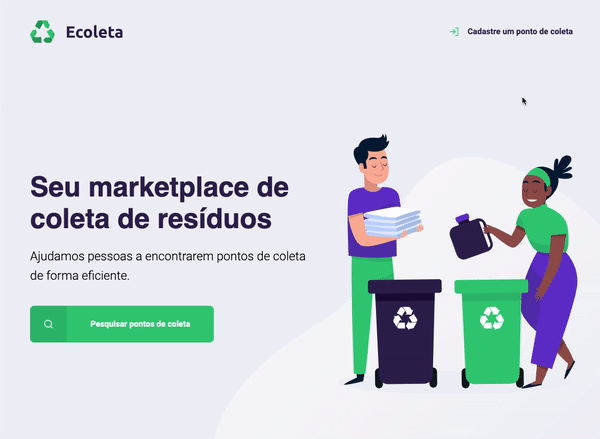 Ecoleta
Cadastre um ponto de coleta
Seu marketplace de
coleta de resíduos
Ajudamos pessoas a encontrarem pontos de coleta
de forma eficiente.
Pesquisar pontos de coleta